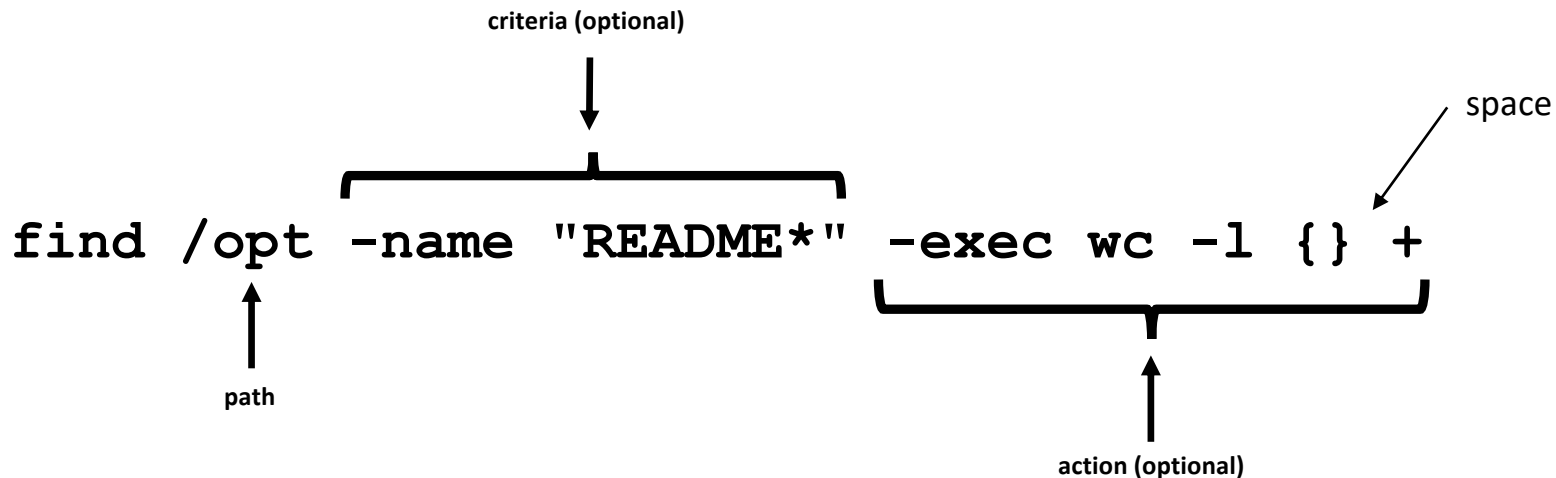 criteria (optional)
space
find /opt -name "README*" -exec wc -l {} +
path
action (optional)